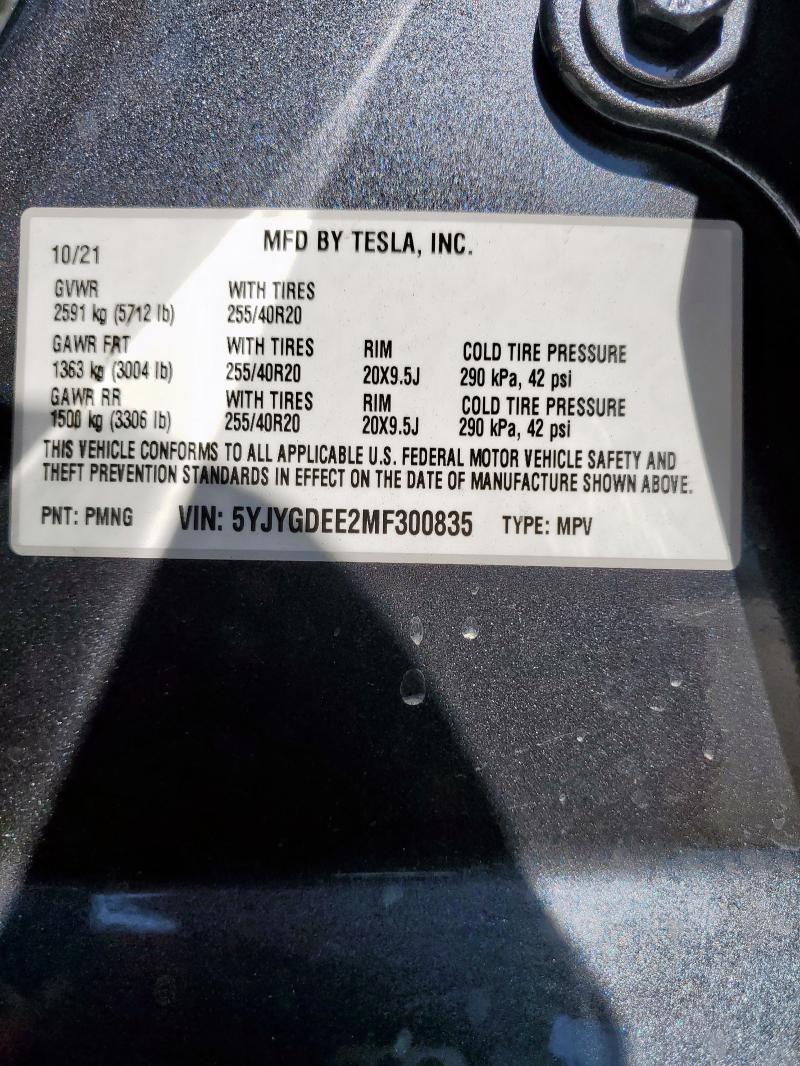 10/21 MFD BY TESLA, INC.
GVWR WITH TIRES
2591 kg (5712 lb) 255/40R20
GAWR FRT WITH TIRES RIM COLD TIRE PRESSURE
1363 kg (3004 lb) 255/40R20 20X9.5J 290 kPa, 42 psi
GAWR RR WITH TIRES RIM COLD TIRE PRESSURE
1500 kg (3306 lb) 255/40R20 20X9.5J 290 kPa, 42 psi
THIS VEHICLE CONFORMS TO ALL APPLICABLE U.S. FEDERAL MOTOR VEHICLE SAFETY AND
THEFT PREVENTION STANDARDS IN EFFECT ON THE DATE OF MANUFACTURE SHOWN ABOVE.
PNT: PMNG VIN: 5YJYGDEE2MF300835 TYPE: MPV